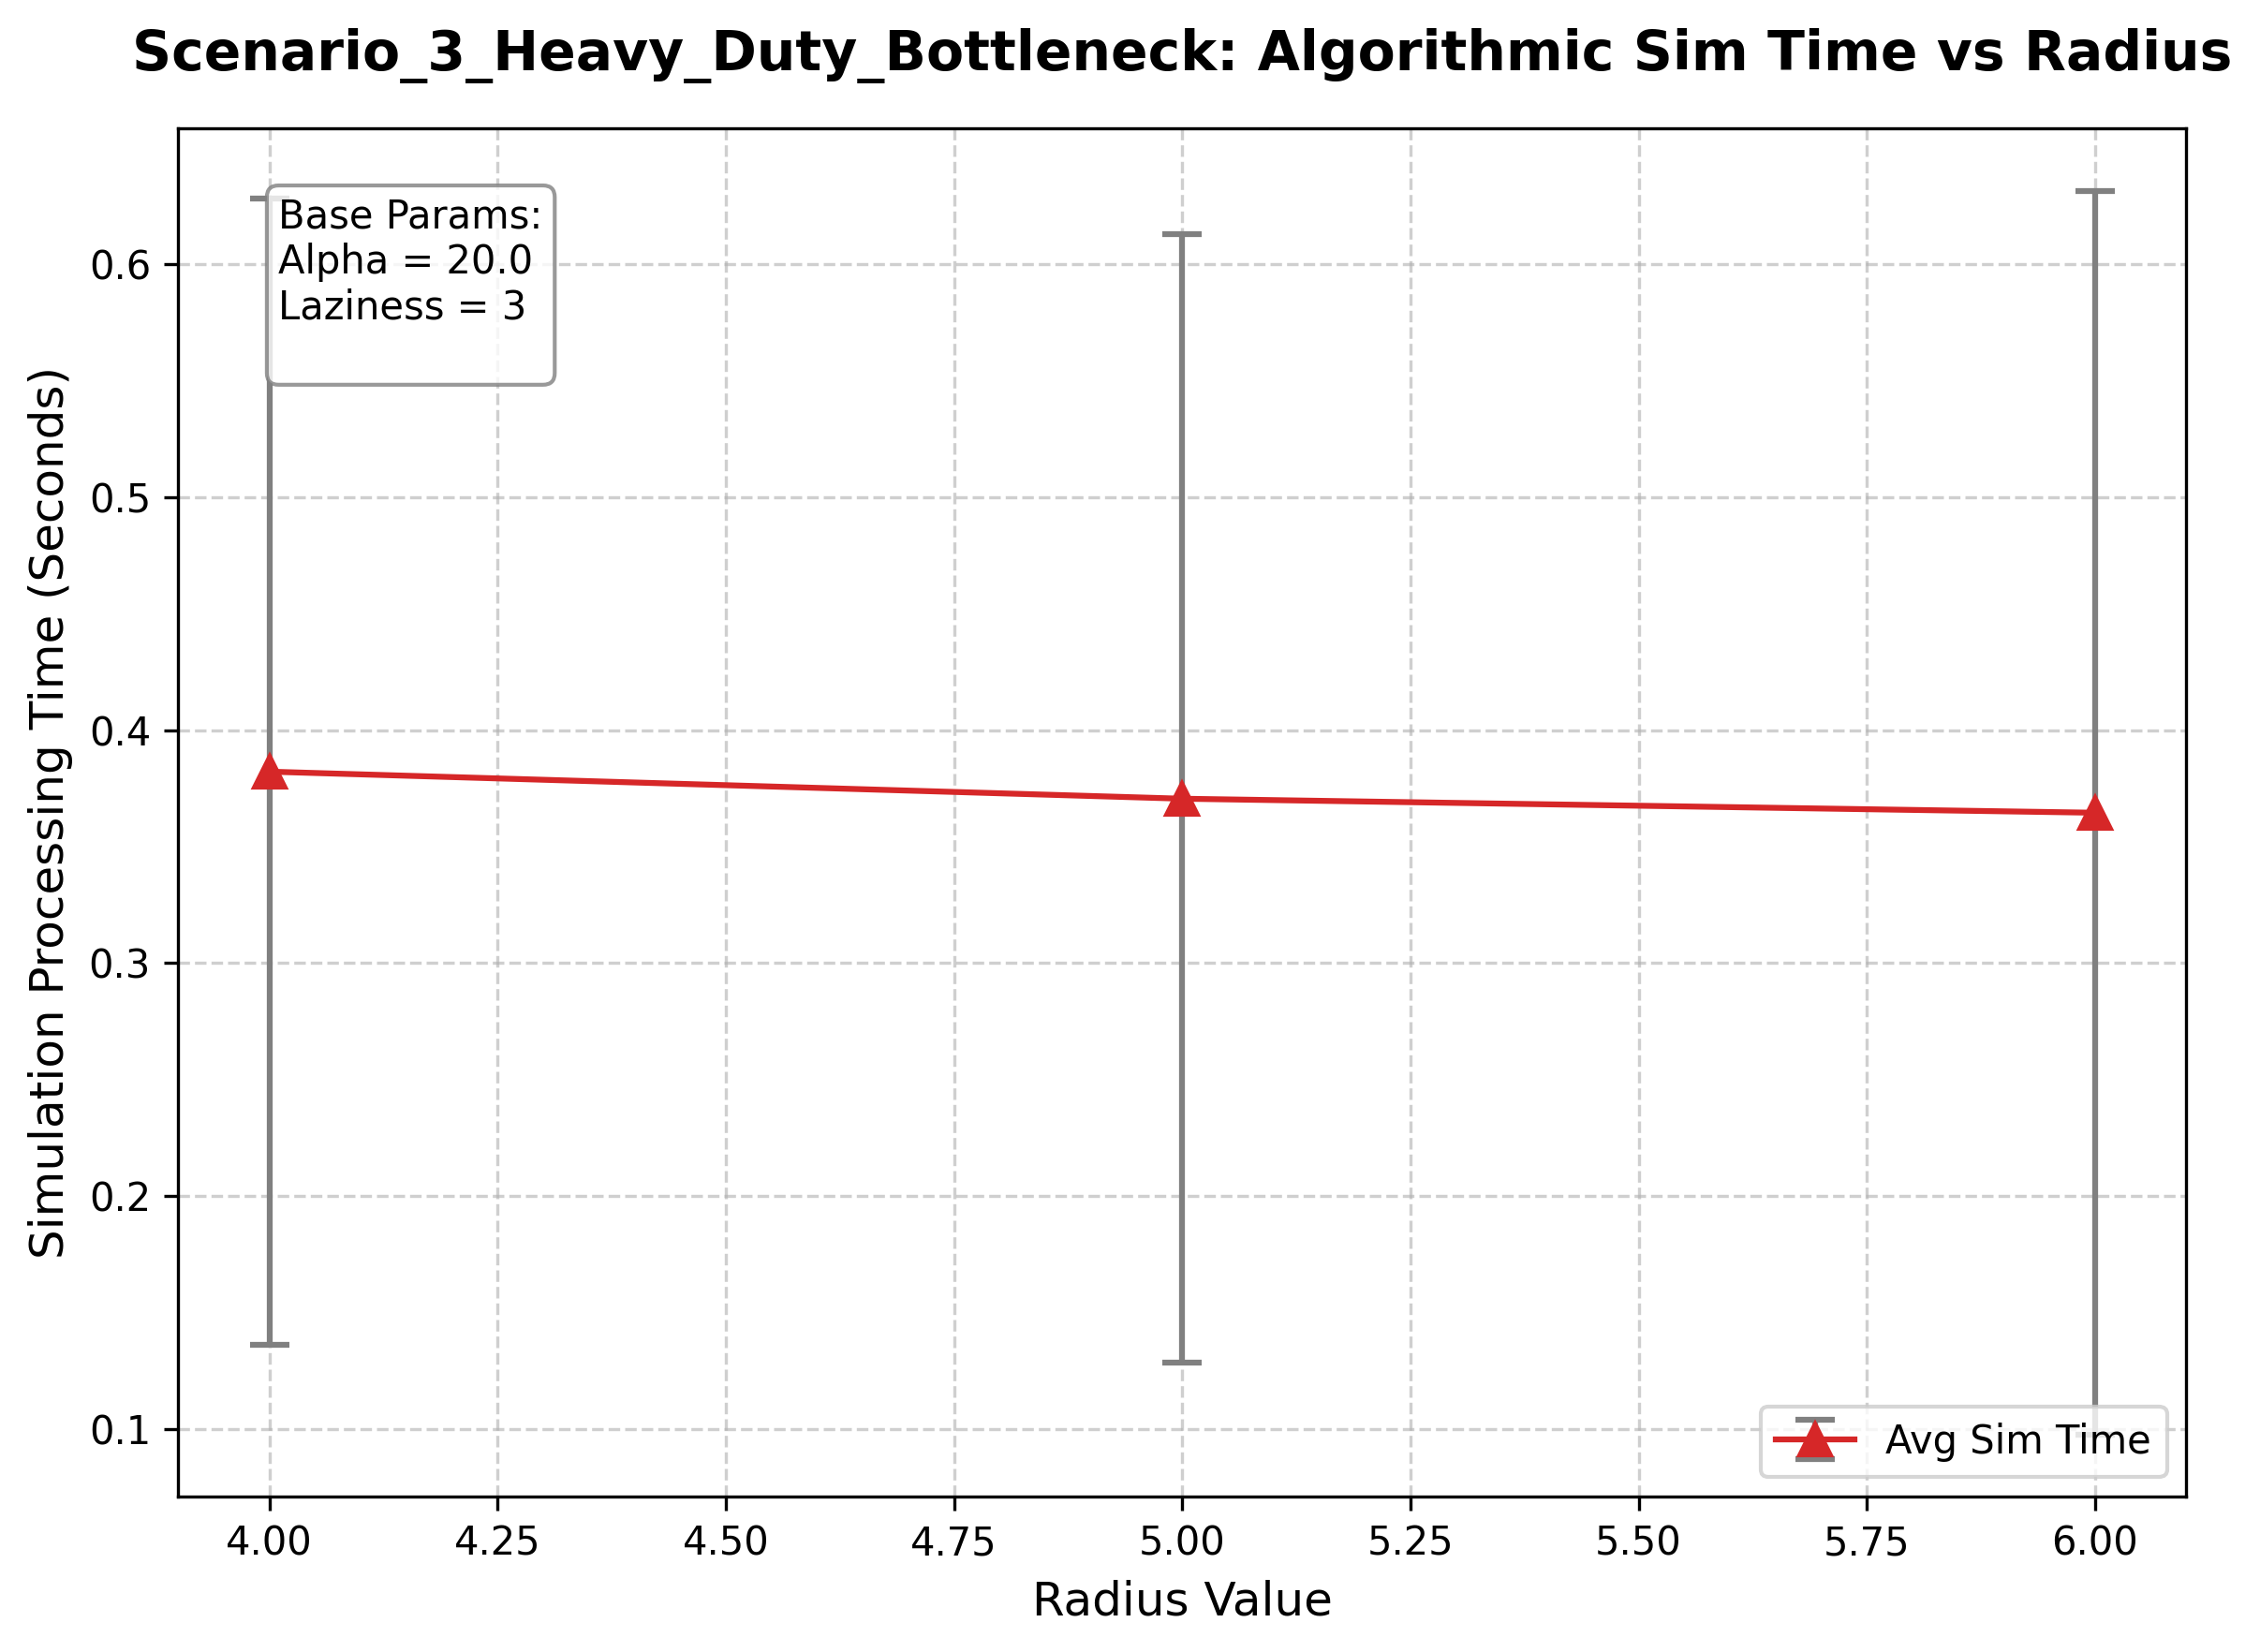 Scenario_3_Heavy_Duty_Bottleneck: Algorithmic Sim Time vs Radius
Base Params:
Alpha = 20.0
Laziness = 3
Simulation Processing Time (Seconds)
0.6
0.5
0.4
0.3
0.2
0.1
Avg Sim Time
4.00 4.25 4.50 4.75 5.00 5.25 5.50 5.75 6.00
Radius Value